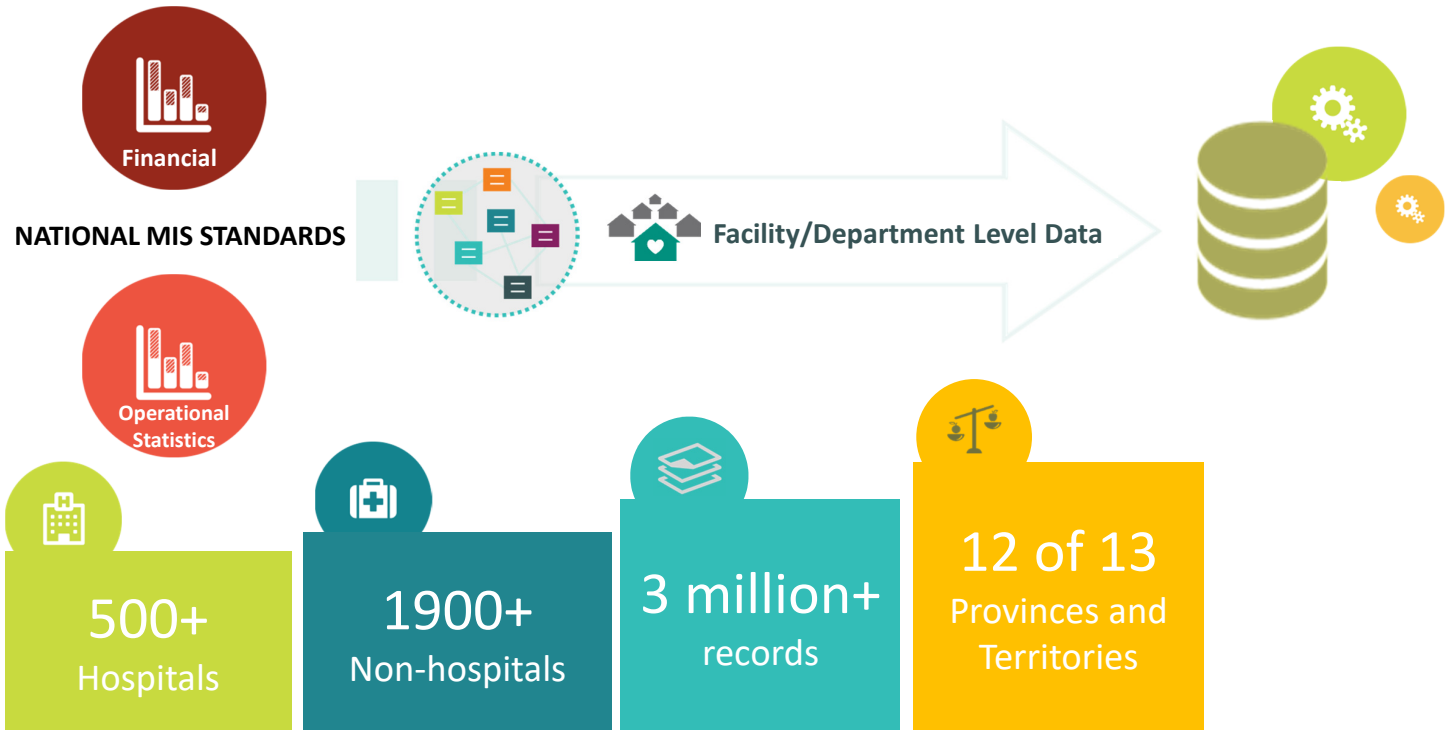 Financial
NATIONAL MIS STANDARDS
Facility/Department Level Data
Operational
Statistics
500+
Hospitals
1900+
Non-hospitals
3 million+
records
12 of 13
Provinces and
Territories